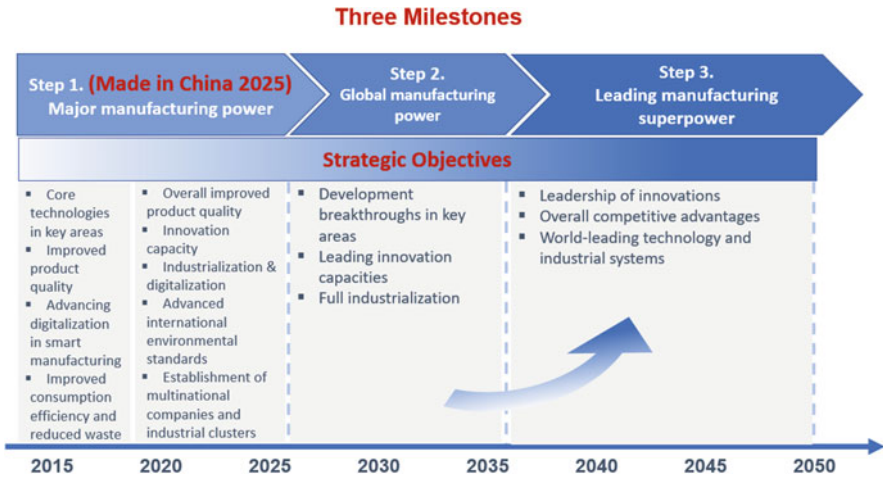 Three Milestones
Step 1. (Made in China 2025)
Major manufacturing power
Step 2.
Global manufacturing
power
Step 3.
Leading manufacturing
superpower
Strategic Objectives
▪ Core
technologies
in key areas
▪ Improved
product
quality
▪ Advancing
digitalization
in smart
manufacturing
▪ Improved
consumption
efficiency and
reduced waste
▪ Overall improved
product quality
▪ Innovation
capacity
▪ Industrialization &
digitalization
▪ Advanced
international
environmental
standards
▪ Establishment of
multinational
companies and
industrial clusters
▪ Development
breakthroughs in key
areas
▪ Leading innovation
capacities
▪ Full industrialization
▪ Leadership of innovations
▪ Overall competitive advantages
▪ World-leading technology and
industrial systems
2015 2020 2025 2030 2035 2040 2045 2050